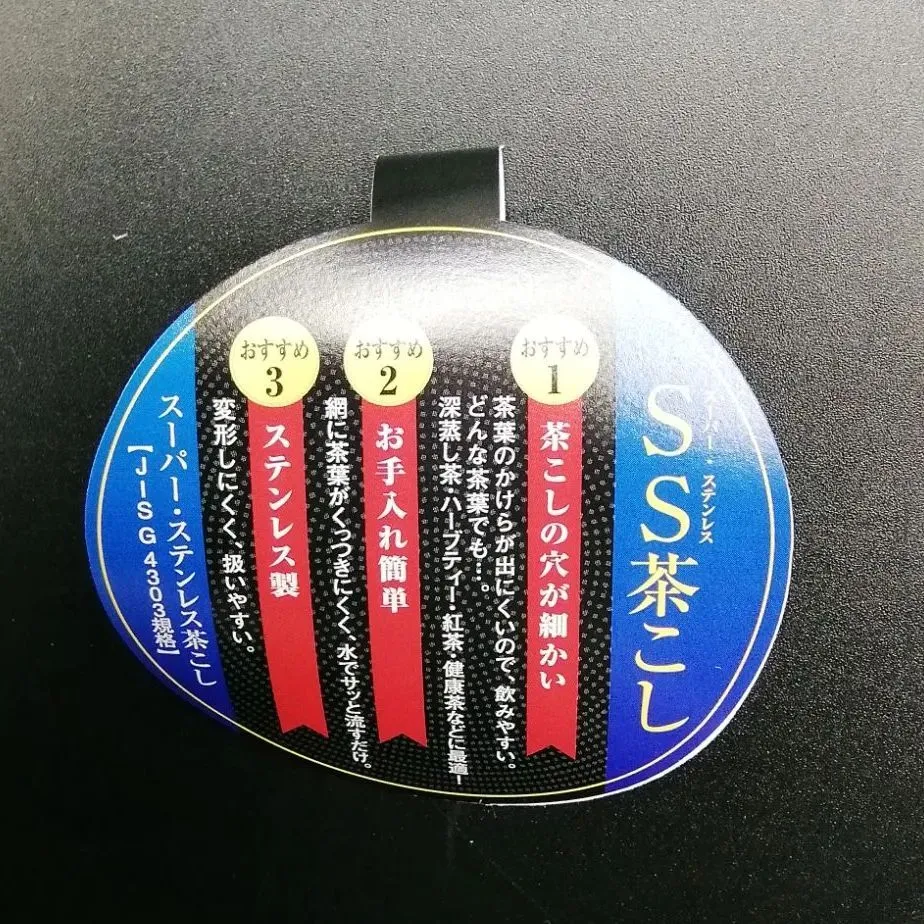 スーパー・ステンレス
SS茶こし
おすすめ
1
茶こしの穴が細かい
茶葉のかけらが出にくいので、飲みやすい。
どんな茶葉でも…。
深蒸し茶・ハーブティー・紅茶・健康茶などに最適!
おすすめ
2
お手入れ簡単
網に茶葉がくっつきにくく、水でサッと流すだけ。
おすすめ
3
ステンレス製
変形しにくく、扱いやすい。
スーパー・ステンレス茶こし
【JIS G 4303規格】